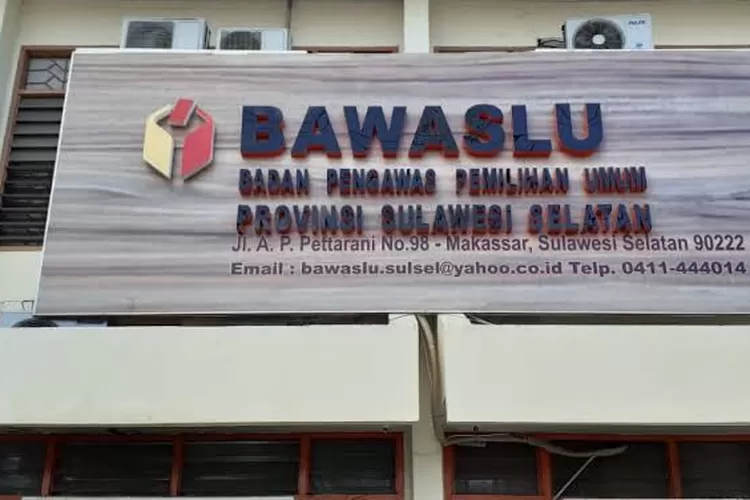 BAWASLU
BADAN PENGAWAS PEMILIHAN UMUM
PROVINSI SULAWESI SELATAN
Jl. A. P. Pettarani No.98 - Makassar, Sulawesi Selatan 90222
Email : bawaslu.sulsel@yahoo.co.id Telp. 0411-444014